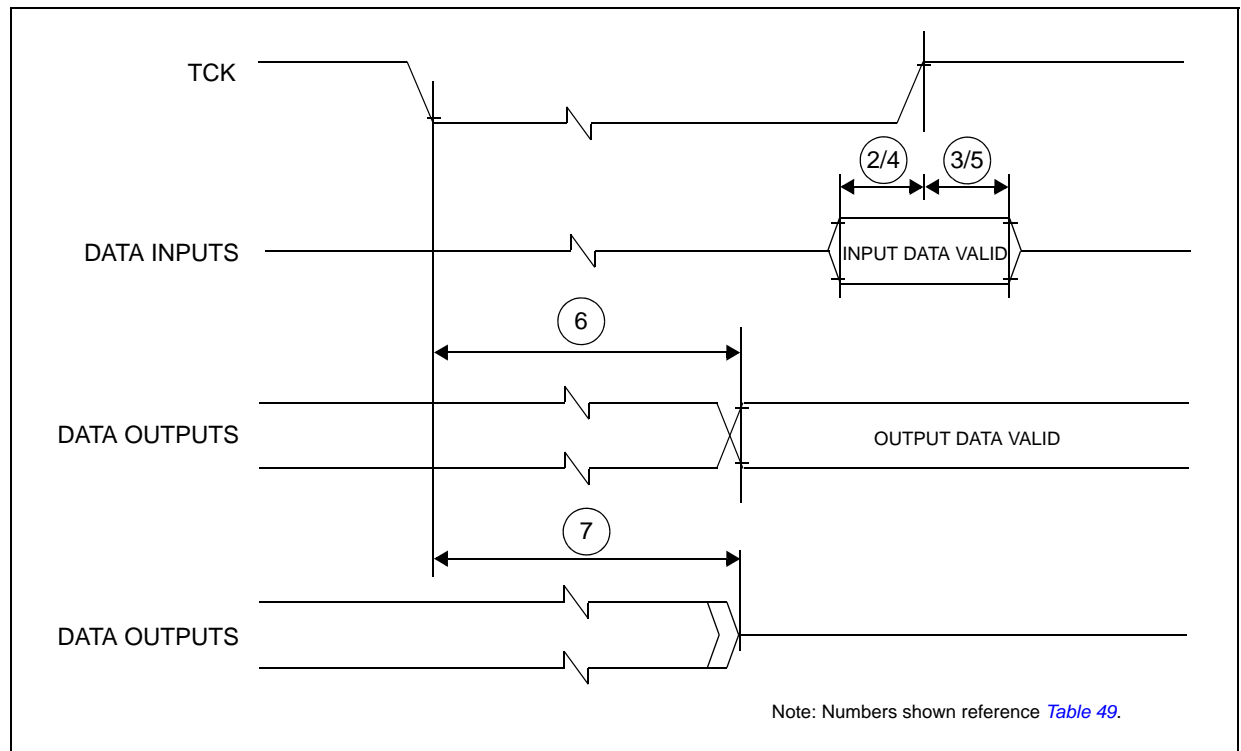 TCK
2/4
3/5
DATA INPUTS
INPUT DATA VALID
6
DATA OUTPUTS
OUTPUT DATA VALID
7
DATA OUTPUTS
Note: Numbers shown reference Table 49.